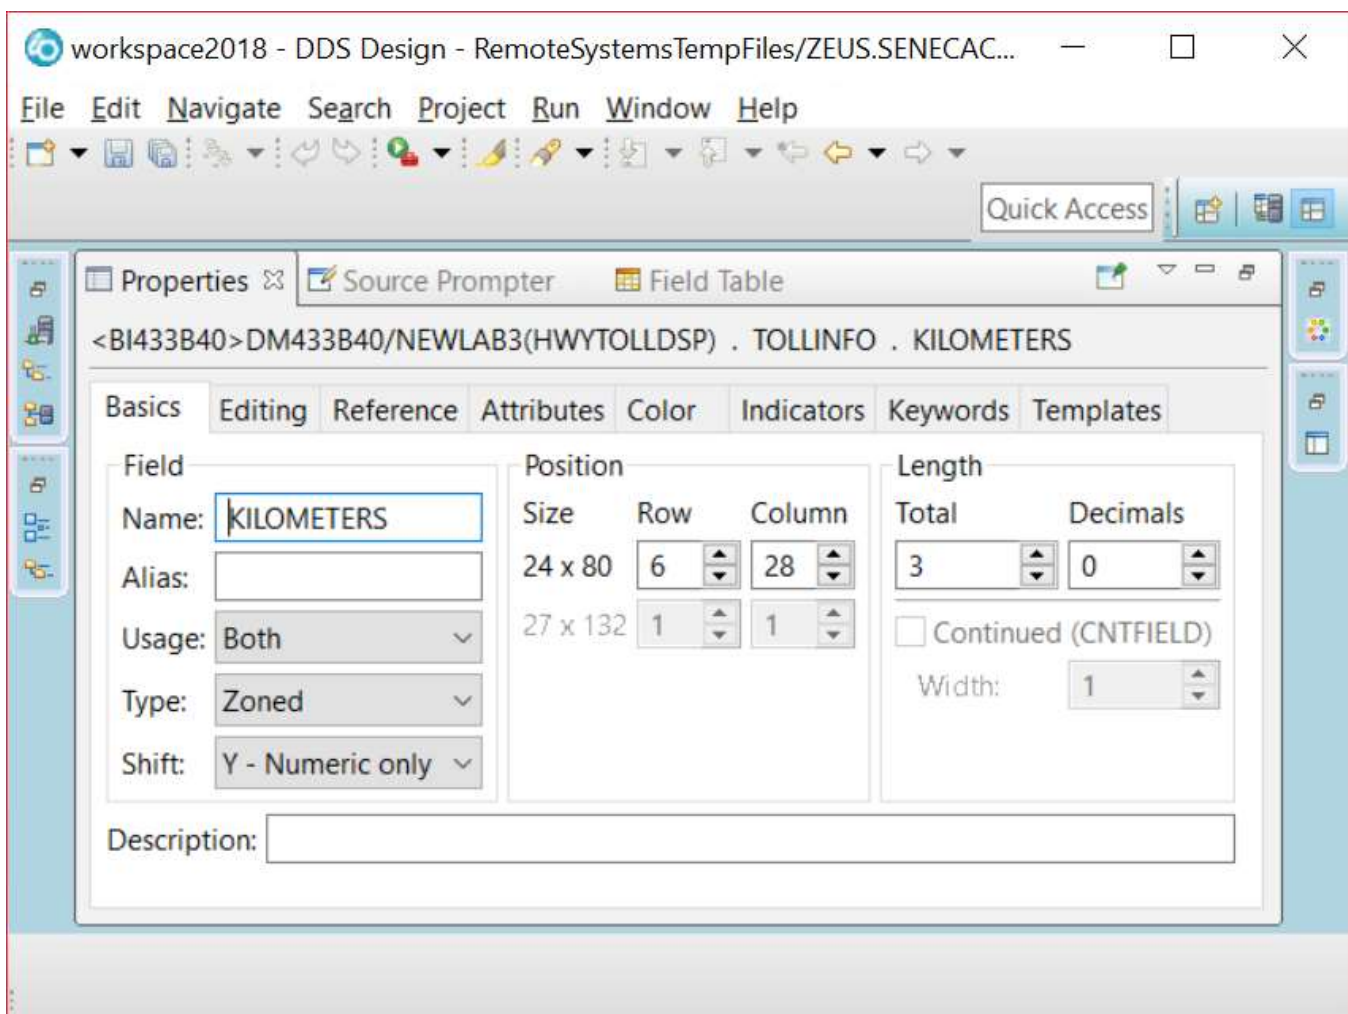 workspace2018 - DDS Design - RemoteSystemsTempFiles/ZEUS.SENECAC...
File Edit Navigate Search Project Run Window Help
Quick Access
Properties Source Prompter Field Table
<BI433B40>DM433B40/NEWLAB3(HWYTOLLDSP) . TOLLINFO . KILOMETERS
Basics Editing Reference Attributes Color Indicators Keywords Templates
Field Position Length
Name: KILOMETERS Size Row Column Total Decimals
Alias: 24 x 80 6 28 3 0
Usage: Both 27 x 132 1 1 Continued (CNTFIELD)
Type: Zoned Width: 1
Shift: Y - Numeric only
Description: